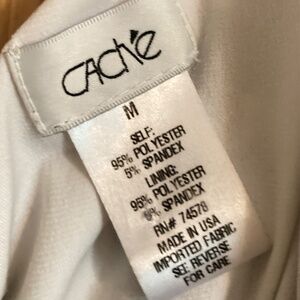 CACHÉ
M
SELF:
95% POLYESTER
5% SPANDEX
LINING:
95% POLYESTER
5% SPANDEX
RN# 74578
MADE IN USA
IMPORTED FABRIC
SEE REVERSE
FOR CARE